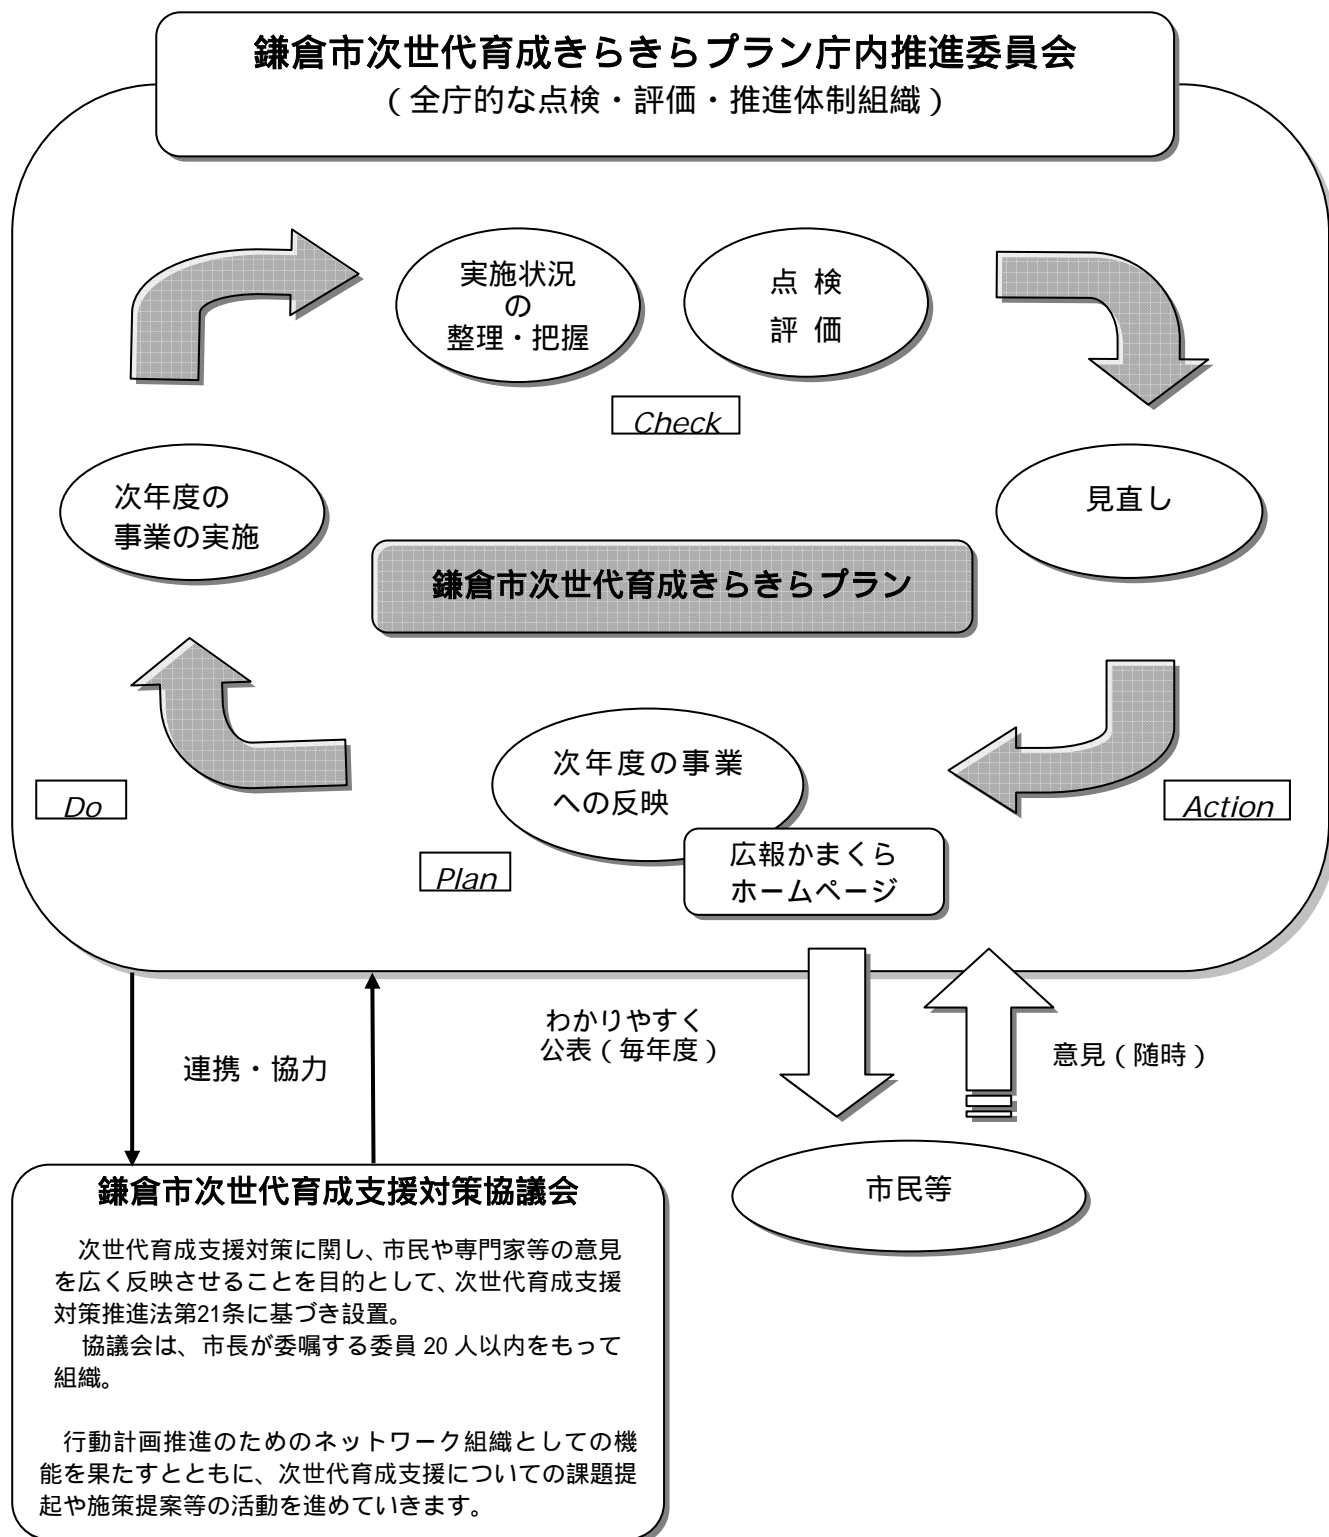 鎌倉市次世代育成きらきらプラン庁内推進委員会
（全庁的な点検・評価・推進体制組織）
実施状況
の
整理・把握
点 検
評 価
Check
次年度の
事業の実施
見直し
鎌倉市次世代育成きらきらプラン
次年度の事業
への反映
Do
Action
Plan
広報かまくら
ホームページ
わかりやすく
公表（毎年度）
意見（随時）
連携・協力
市民等
鎌倉市次世代育成支援対策協議会
次世代育成支援対策に関し、市民や専門家等の意見
を広く反映させることを目的として、次世代育成支援
対策推進法第21条に基づき設置。
協議会は、市長が委嘱する委員 20 人以内をもって
組織。
行動計画推進のためのネットワーク組織としての機
能を果たすとともに、次世代育成支援についての課題提
起や施策提案等の活動を進めていきます。